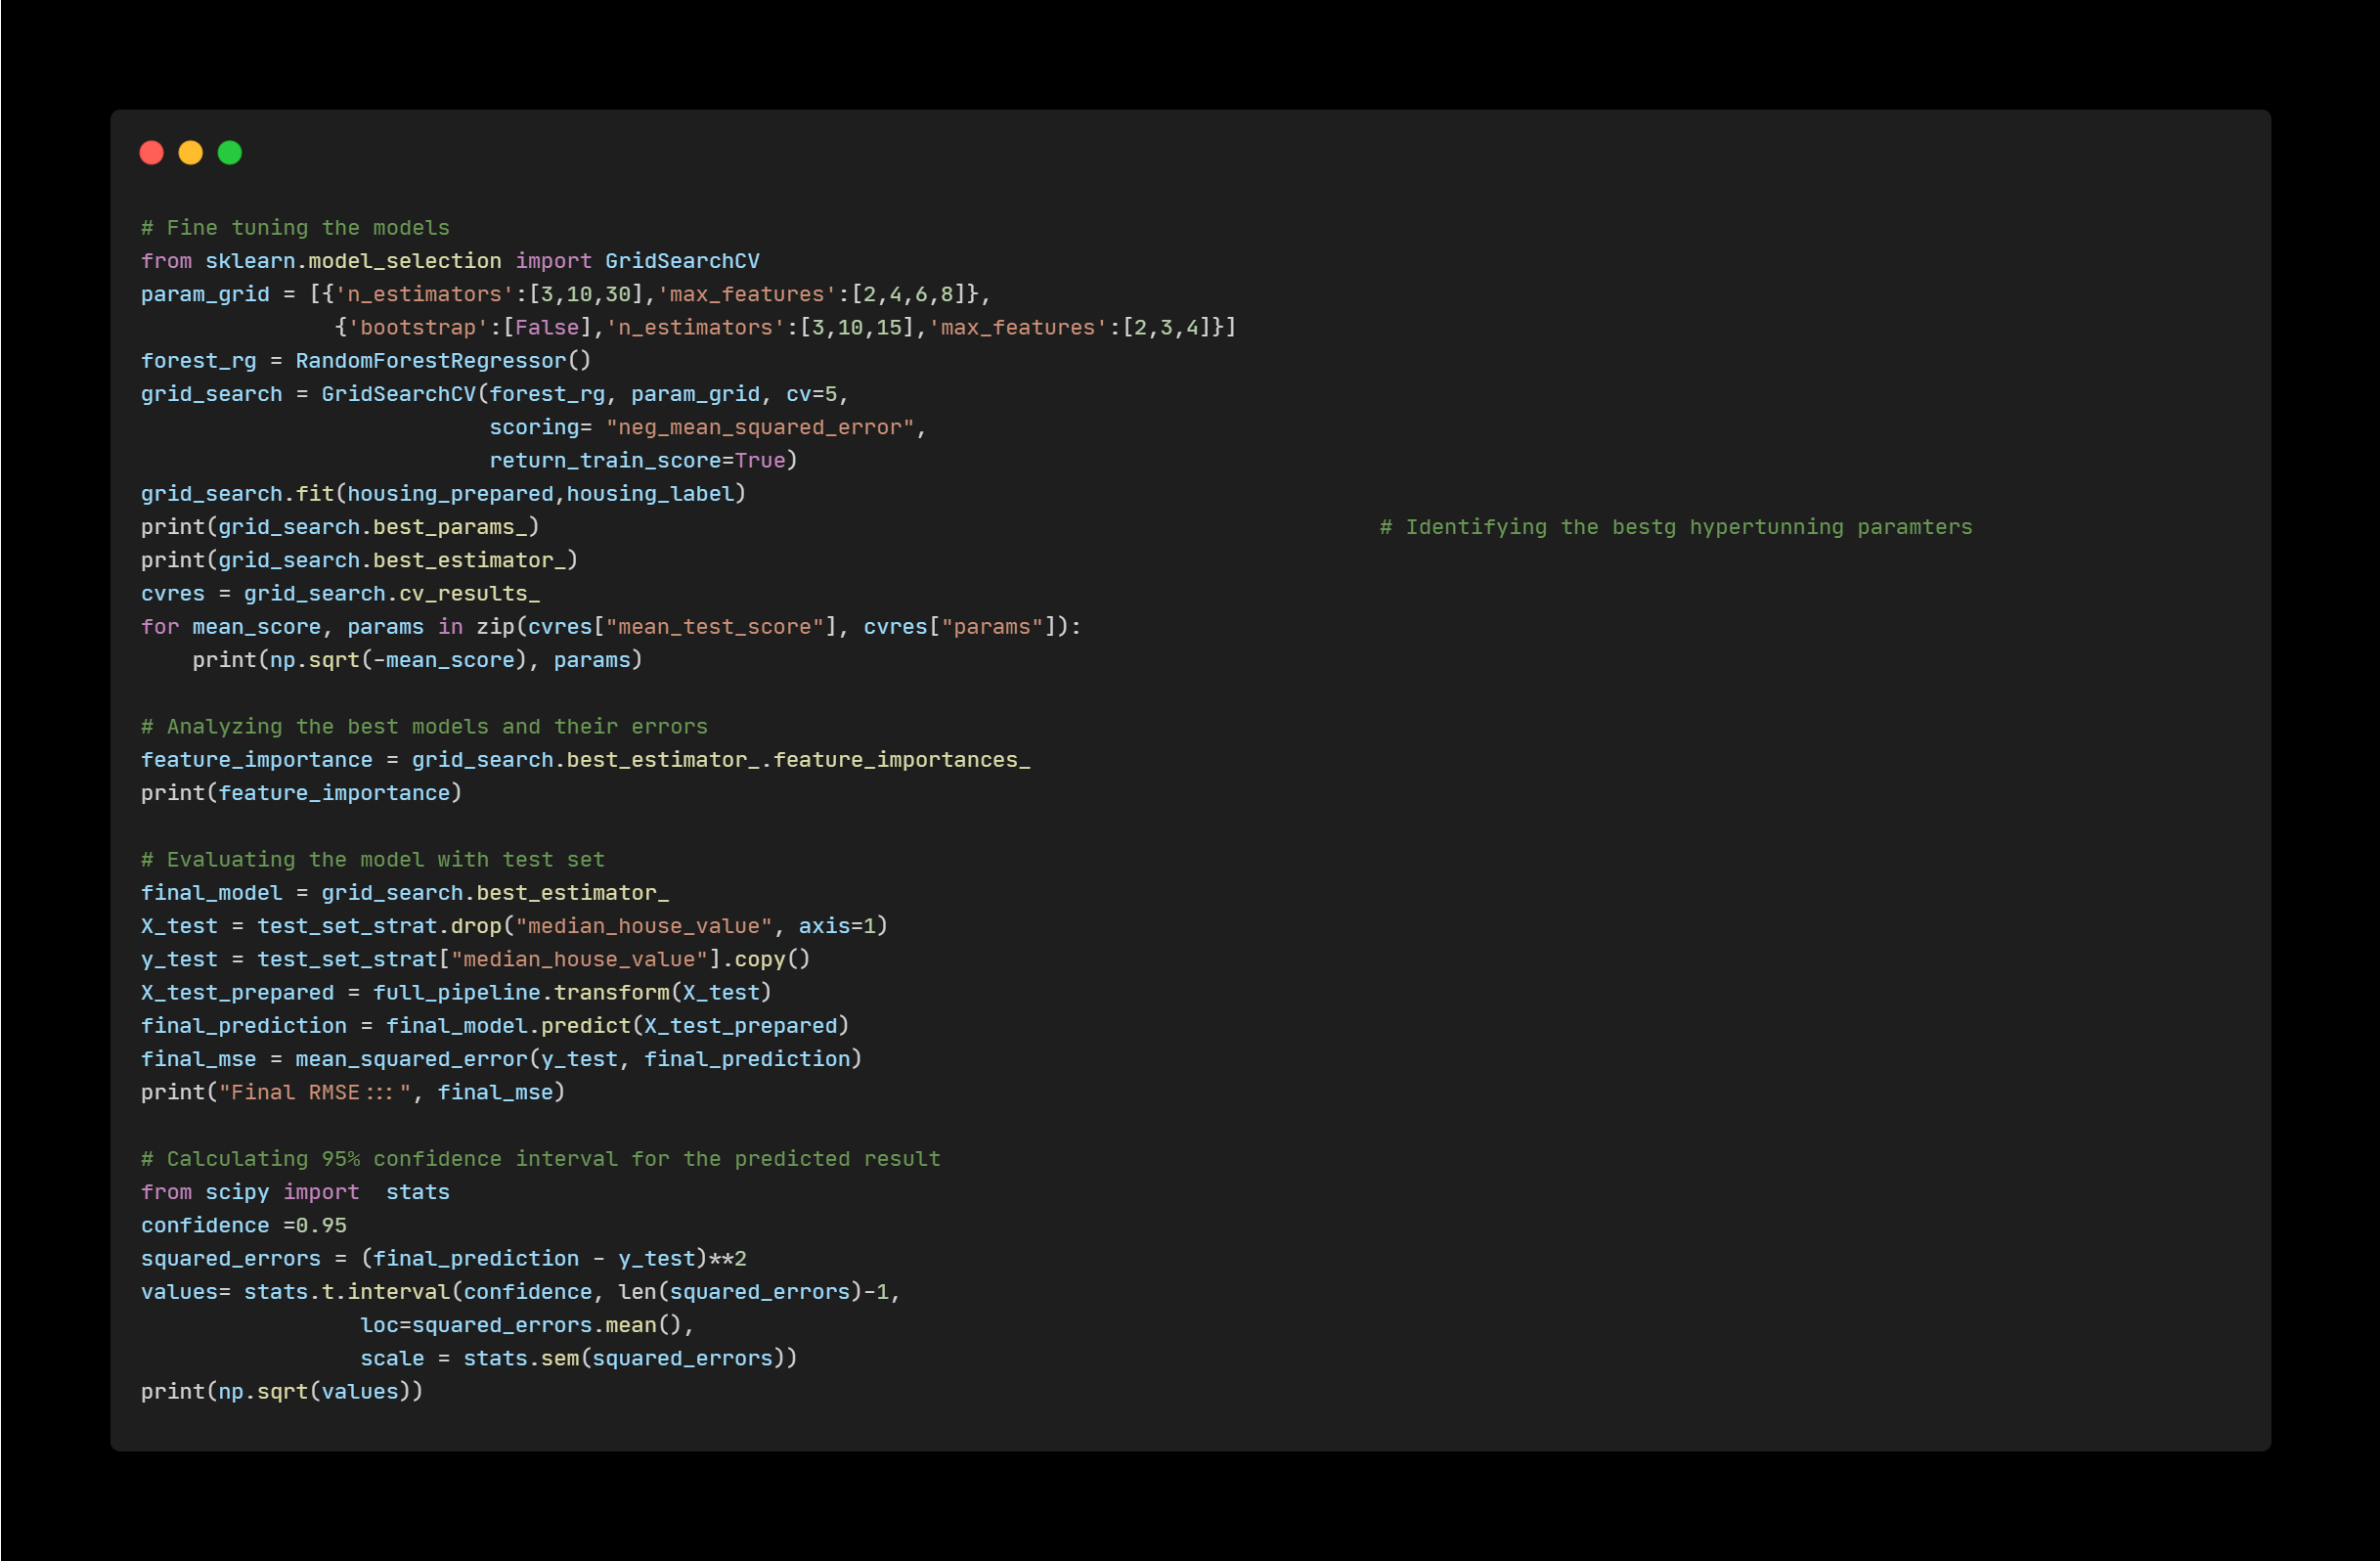 # Fine tuning the models
from sklearn.model_selection import GridSearchCV
param_grid = [{'n_estimators':[3,10,30],'max_features':[2,4,6,8]},
               {'bootstrap':[False],'n_estimators':[3,10,15],'max_features':[2,3,4]}]
forest_rg = RandomForestRegressor()
grid_search = GridSearchCV(forest_rg, param_grid, cv=5,
                           scoring= "neg_mean_squared_error",
                           return_train_score=True)
grid_search.fit(housing_prepared,housing_label)
print(grid_search.best_params_)                                                                 # Identifying the bestg hypertunning paramters
print(grid_search.best_estimator_)
cvres = grid_search.cv_results_
for mean_score, params in zip(cvres["mean_test_score"], cvres["params"]):
    print(np.sqrt(-mean_score), params)

# Analyzing the best models and their errors
feature_importance = grid_search.best_estimator_.feature_importances_
print(feature_importance)

# Evaluating the model with test set
final_model = grid_search.best_estimator_
X_test = test_set_strat.drop("median_house_value", axis=1)
y_test = test_set_strat["median_house_value"].copy()
X_test_prepared = full_pipeline.transform(X_test)
final_prediction = final_model.predict(X_test_prepared)
final_mse = mean_squared_error(y_test, final_prediction)
print("Final RMSE:::", final_mse)

# Calculating 95% confidence interval for the predicted result
from scipy import  stats
confidence =0.95
squared_errors = (final_prediction - y_test)**2
values= stats.t.interval(confidence, len(squared_errors)-1,
                 loc=squared_errors.mean(),
                 scale = stats.sem(squared_errors))
print(np.sqrt(values))